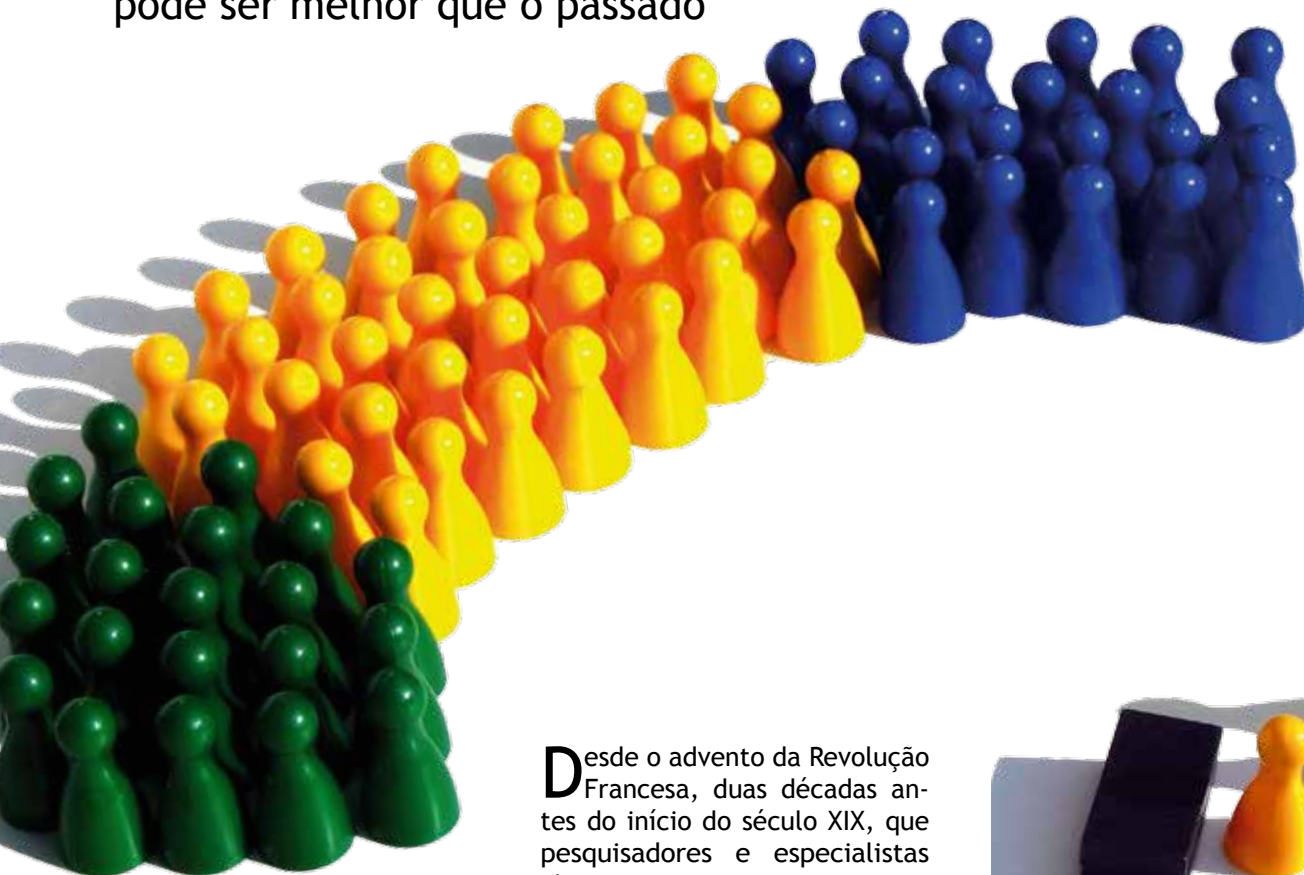 pode ser melhor que o passado
Desde o advento da Revolução
Francesa, duas décadas an-
tes do início do século XIX, que
pesquisadores e especialistas